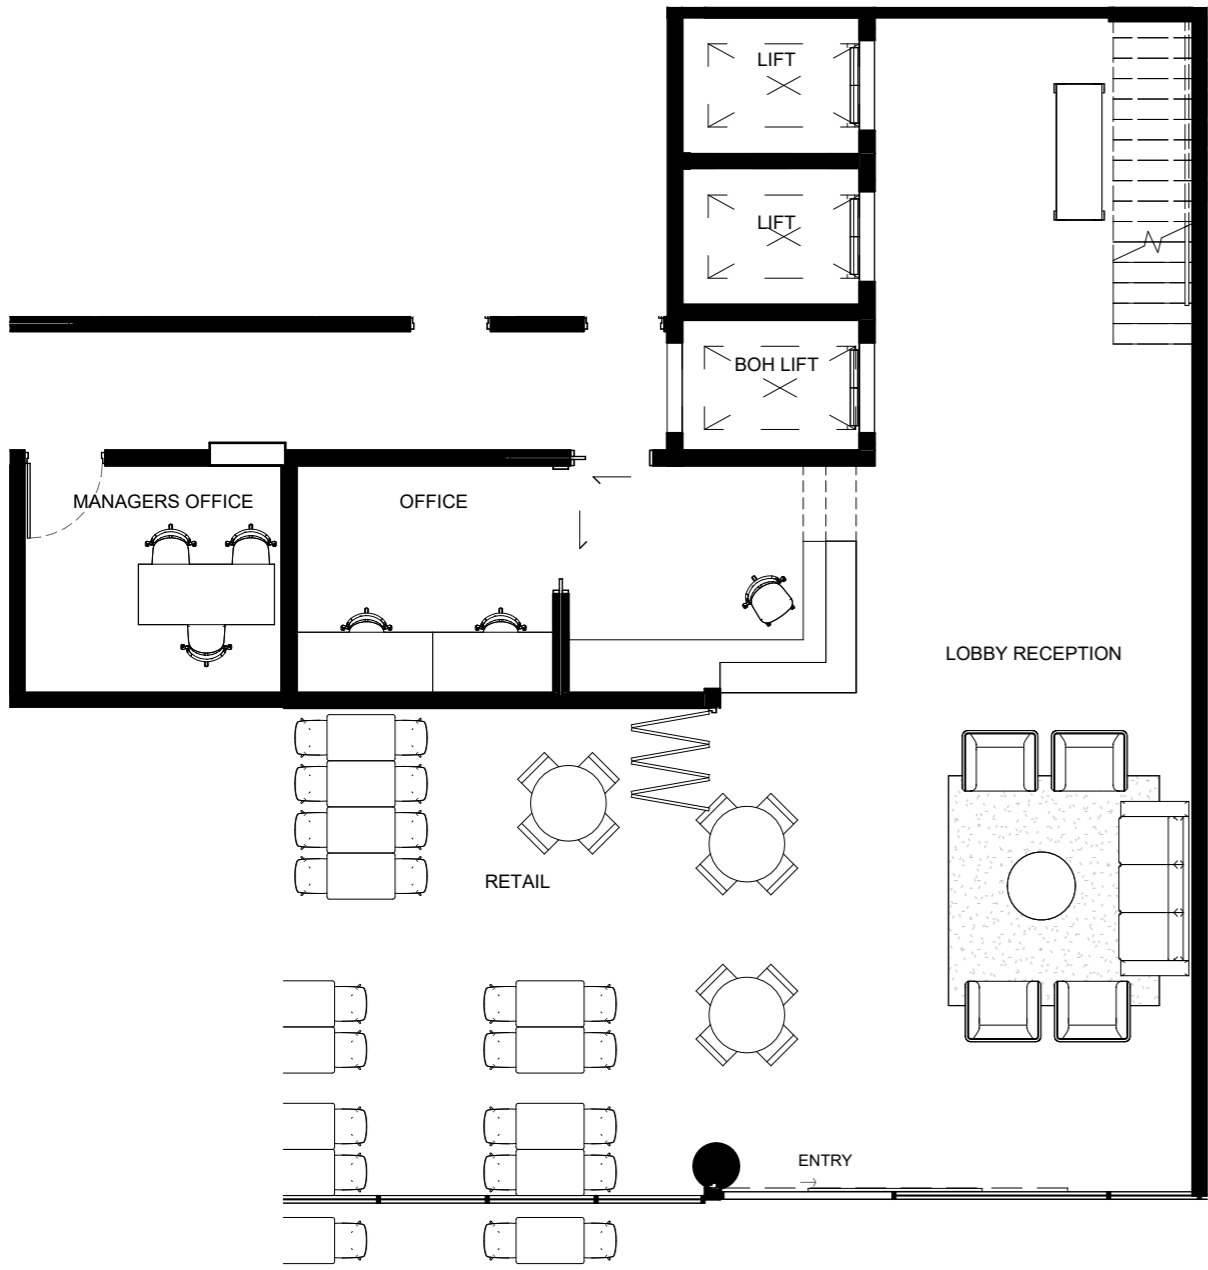 LIFT
LIFT
BOH LIFT
MANAGERS OFFICE
OFFICE
LOBBY RECEPTION
RETAIL
ENTRY